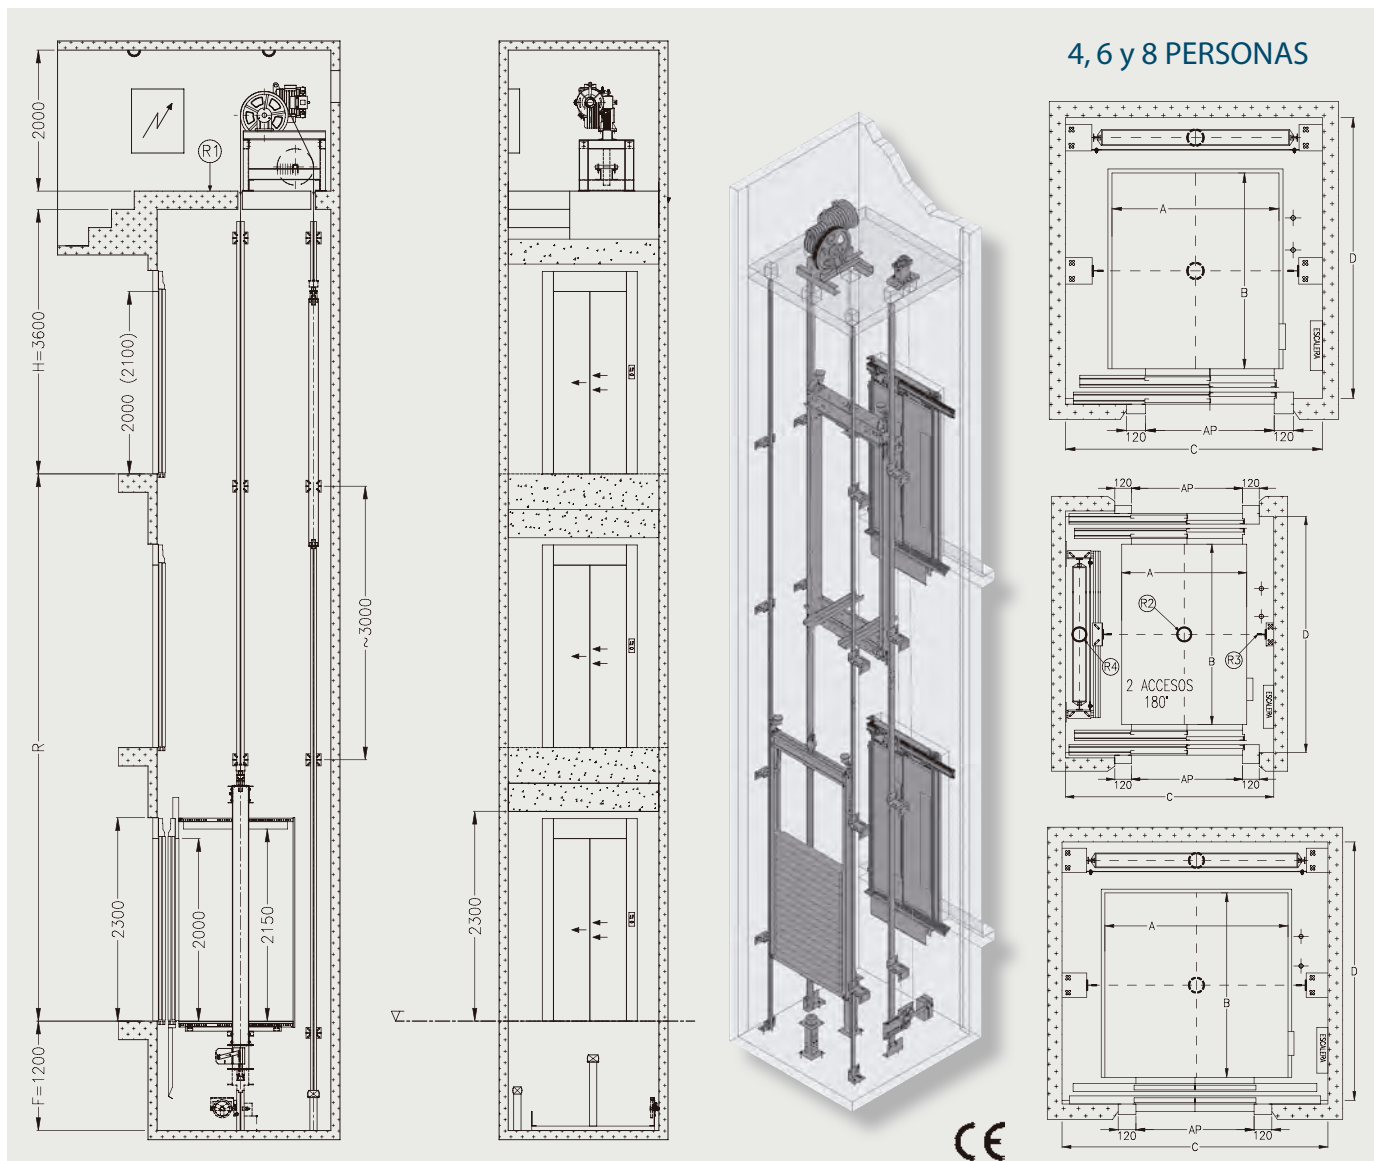 4, 6 y 8 PERSONAS
2000
R1
H=3600
2000 (2100)
R
≈3000
2300
2000
2150
F=1200
2300
A
B
D
ESCALERA
120
AP
120
C
120
AP
120
A
R2
R4
B
R3
D
2 ACCESOS
180°
ESCALERA
120
AP
120
C
A
B
D
ESCALERA
120
AP
120
C
CE